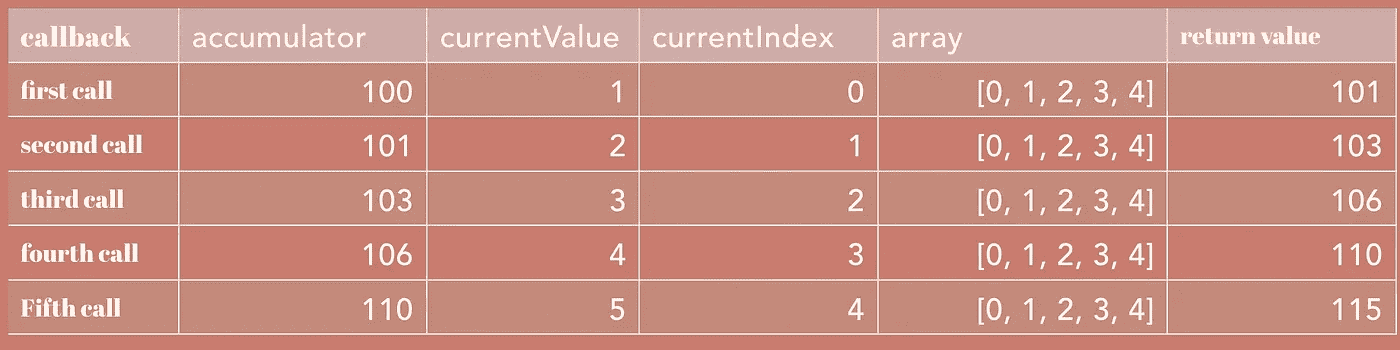 callback accumulator currentValue currentIndex array return value
first call 100 1 0 [0, 1, 2, 3, 4] 101
second call 101 2 1 [0, 1, 2, 3, 4] 103
third call 103 3 2 [0, 1, 2, 3, 4] 106
fourth call 106 4 3 [0, 1, 2, 3, 4] 110
Fifth call 110 5 4 [0, 1, 2, 3, 4] 115